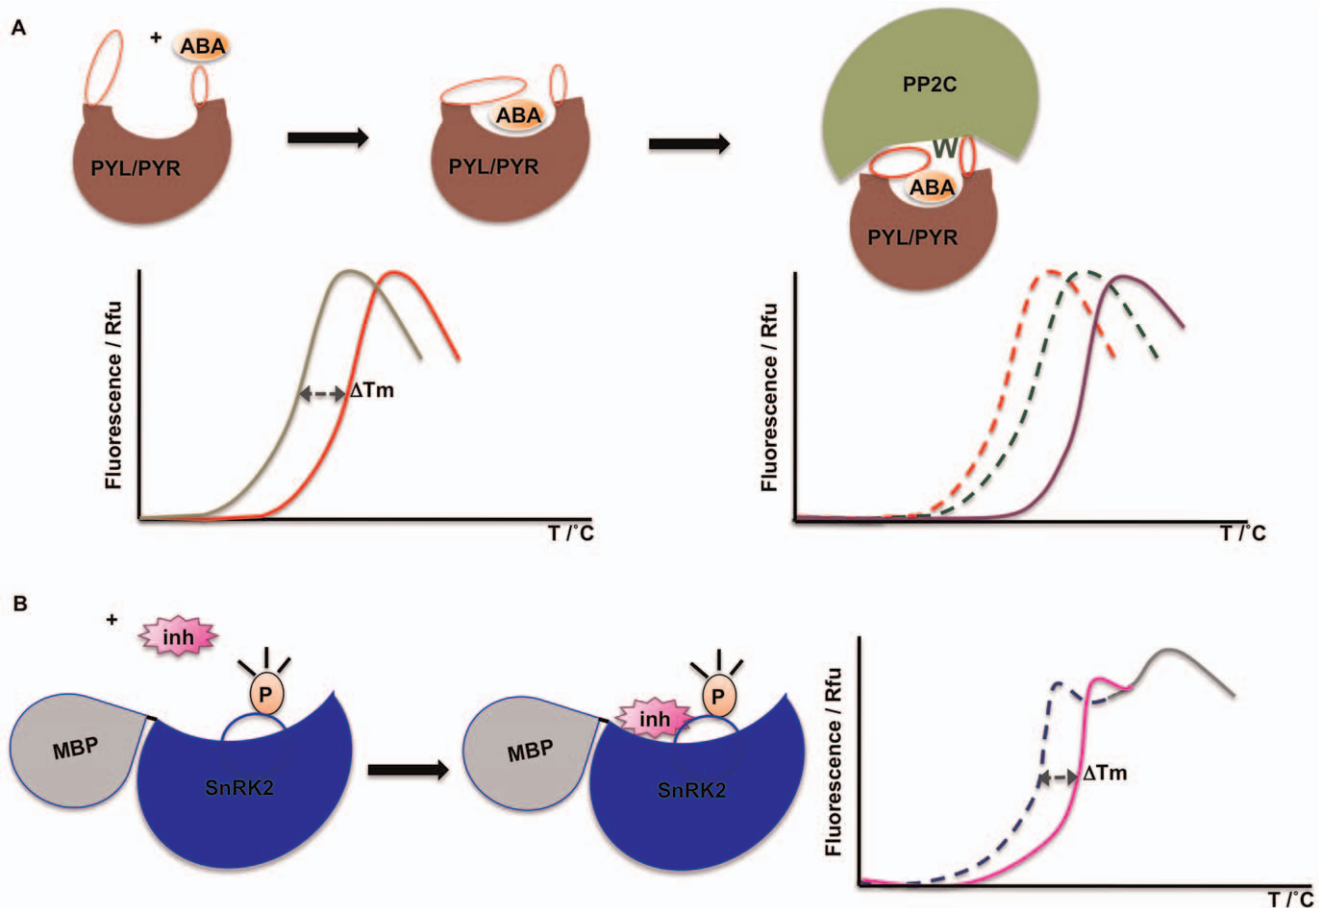 A
+ ABA
PYL/PYR
ABA
PYL/PYR
PP2C
W
ABA
PYL/PYR
Fluorescence / Rfu
ΔTm
T /˚C
Fluorescence / Rfu
T /˚C
B
+
inh
P
MBP
SnRK2
P
inh
MBP
SnRK2
Fluorescence / Rfu
ΔTm
T /˚C